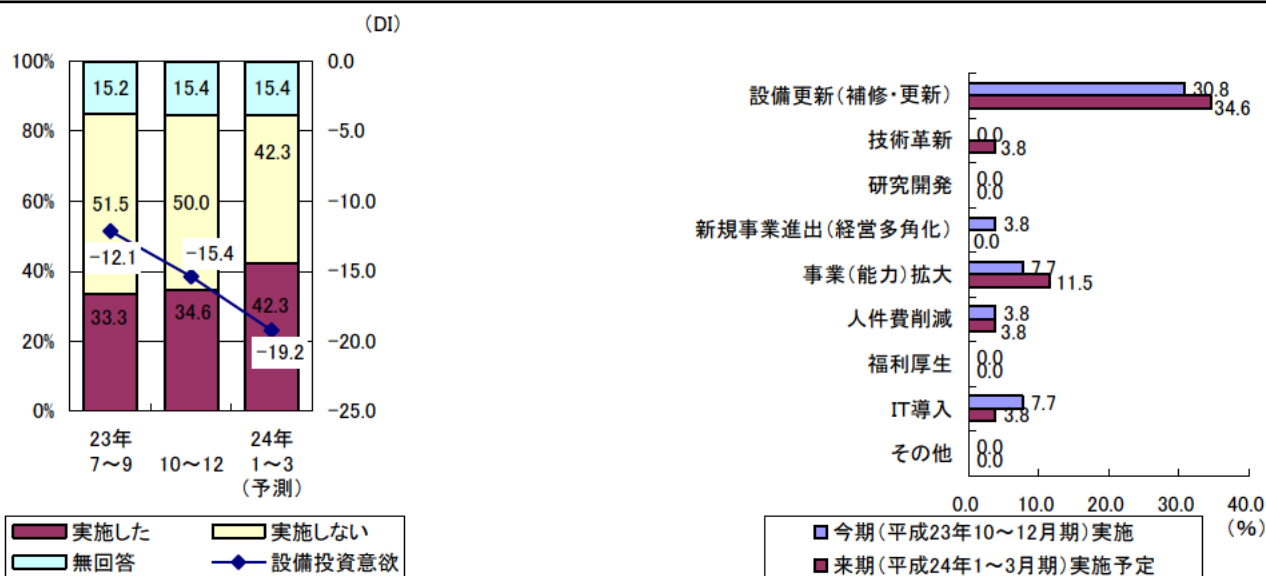 (DI)
100%
80%
60%
40%
20%
0%
15.2
15.4
15.4
51.5
50.0
42.3
33.3
34.6
42.3
−12.1
−15.4
−19.2
0.0
−5.0
−10.0
−15.0
−20.0
−25.0
23年
7～9
10～12
24年
1～3
(予測)
実施した
実施しない
無回答
設備投資意欲
設備更新(補修・更新)
30.8
34.6
技術革新
0.0
3.8
研究開発
0.0
0.0
新規事業進出(経営多角化)
3.8
0.0
事業(能力)拡大
7.7
11.5
人件費削減
3.8
3.8
福利厚生
0.0
0.0
IT導入
7.7
3.8
その他
0.0
0.0
0.0 10.0 20.0 30.0 40.0
(%)
今期(平成23年10～12月期)実施
来期(平成24年1～3月期)実施予定